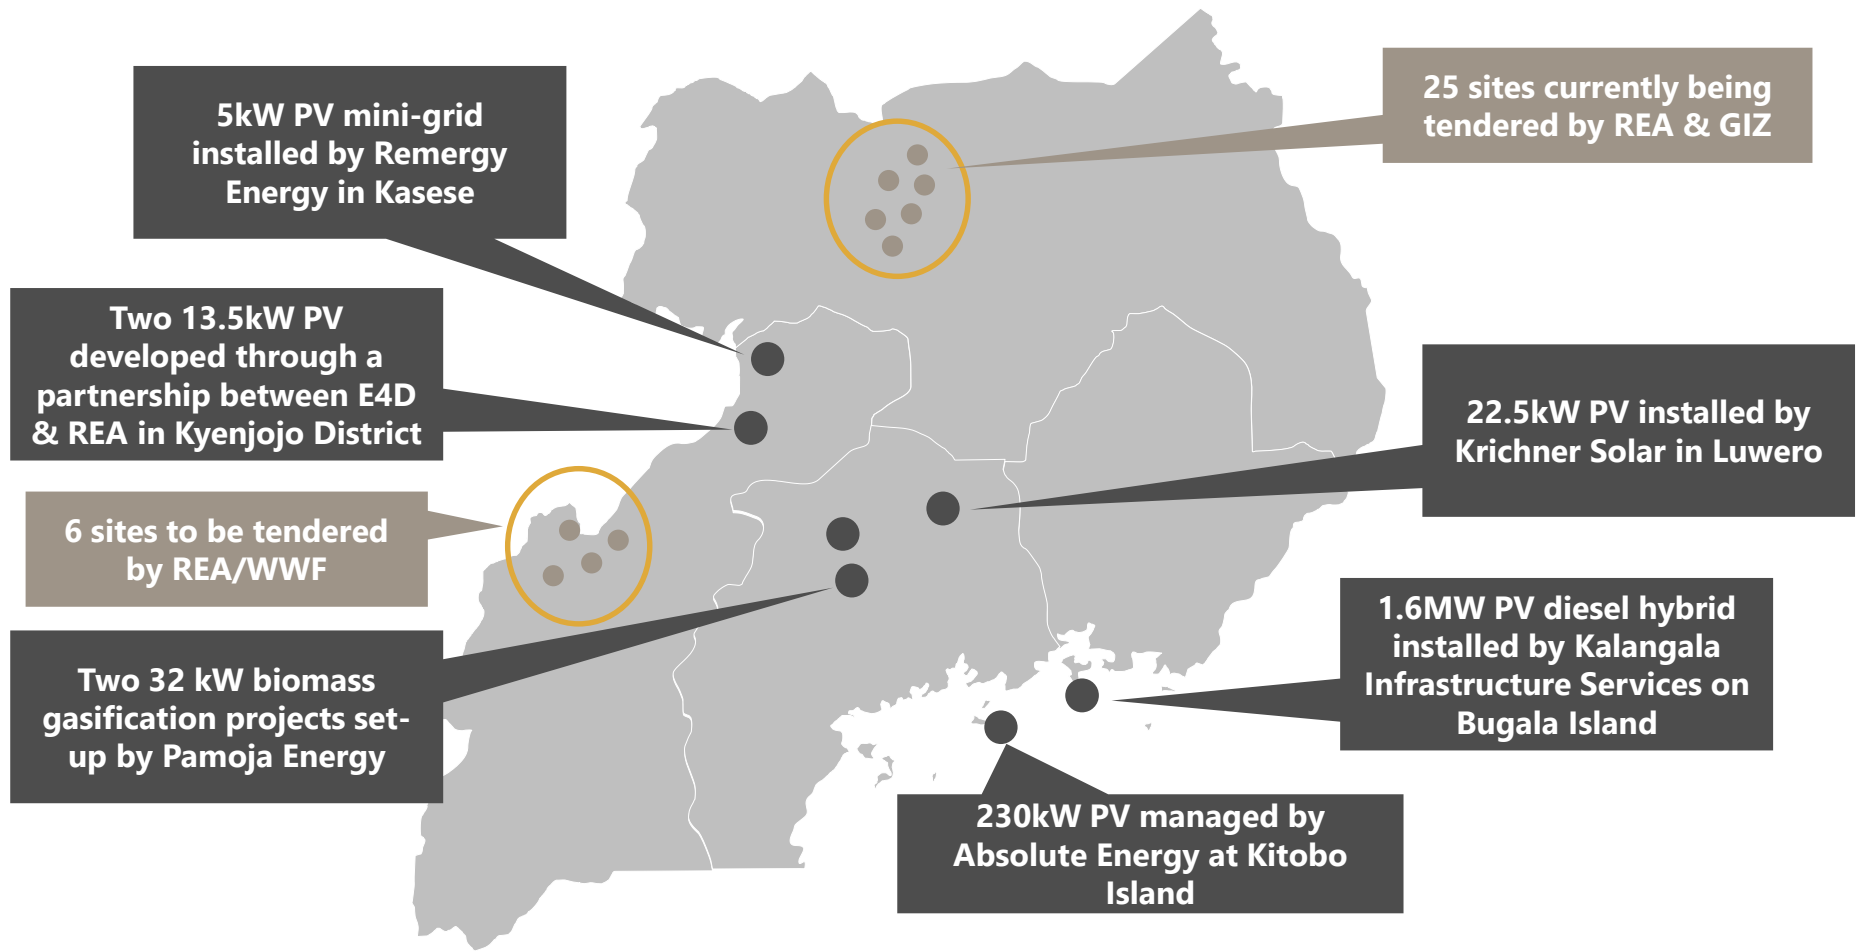 5kW PV mini-grid
installed by Remergy
Energy in Kasese
25 sites currently being
tendered by REA & GIZ
Two 13.5kW PV
developed through a
partnership between E4D
& REA in Kyenjojo District
22.5kW PV installed by
Krichner Solar in Luwero
6 sites to be tendered
by REA/WWF
Two 32 kW biomass
gasification projects set-
up by Pamoja Energy
1.6MW PV diesel hybrid
installed by Kalangala
Infrastructure Services on
Bugala Island
230kW PV managed by
Absolute Energy at Kitobo
Island